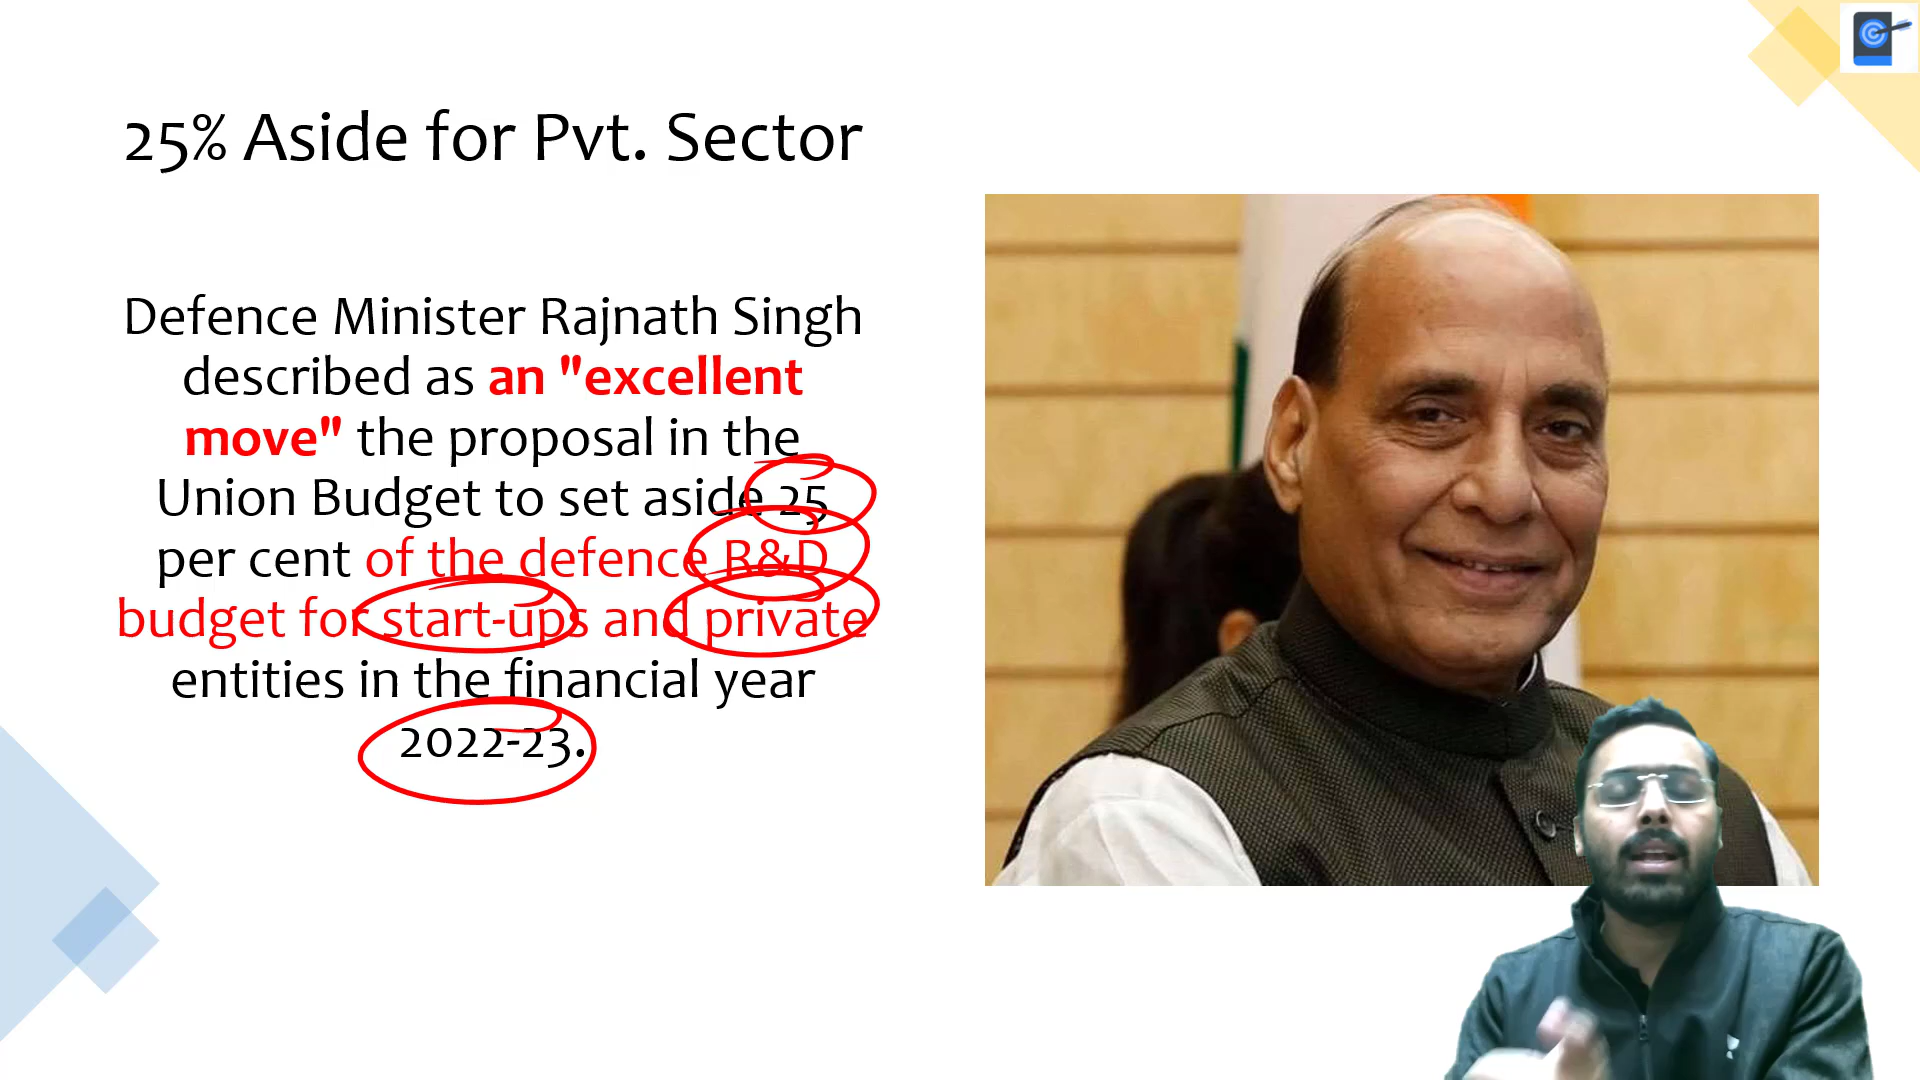 25% Aside for Pvt. Sector
Defence Minister Rajnath Singh
described as an "excellent
move" the proposal in the
Union Budget to set aside 25
per cent of the defence R&D
budget for start-ups and private
entities in the financial year
2022-23.